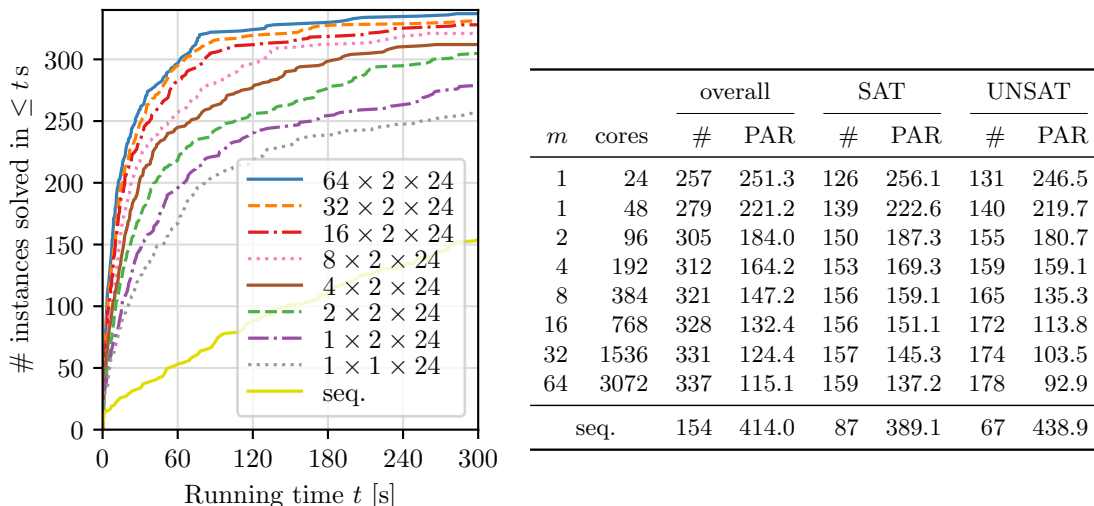 # instances solved in ≤ t s
300
250
200
150
100
50
0
0 60 120 180 240 300
Running time t [s]
64 × 2 × 24
32 × 2 × 24
16 × 2 × 24
8 × 2 × 24
4 × 2 × 24
2 × 2 × 24
1 × 2 × 24
1 × 1 × 24
seq.
overall SAT UNSAT
m cores # PAR # PAR # PAR
1 24 257 251.3 126 256.1 131 246.5
1 48 279 221.2 139 222.6 140 219.7
2 96 305 184.0 150 187.3 155 180.7
4 192 312 164.2 153 169.3 159 159.1
8 384 321 147.2 156 159.1 165 135.3
16 768 328 132.4 156 151.1 172 113.8
32 1536 331 124.4 157 145.3 174 103.5
64 3072 337 115.1 159 137.2 178 92.9
seq. 154 414.0 87 389.1 67 438.9